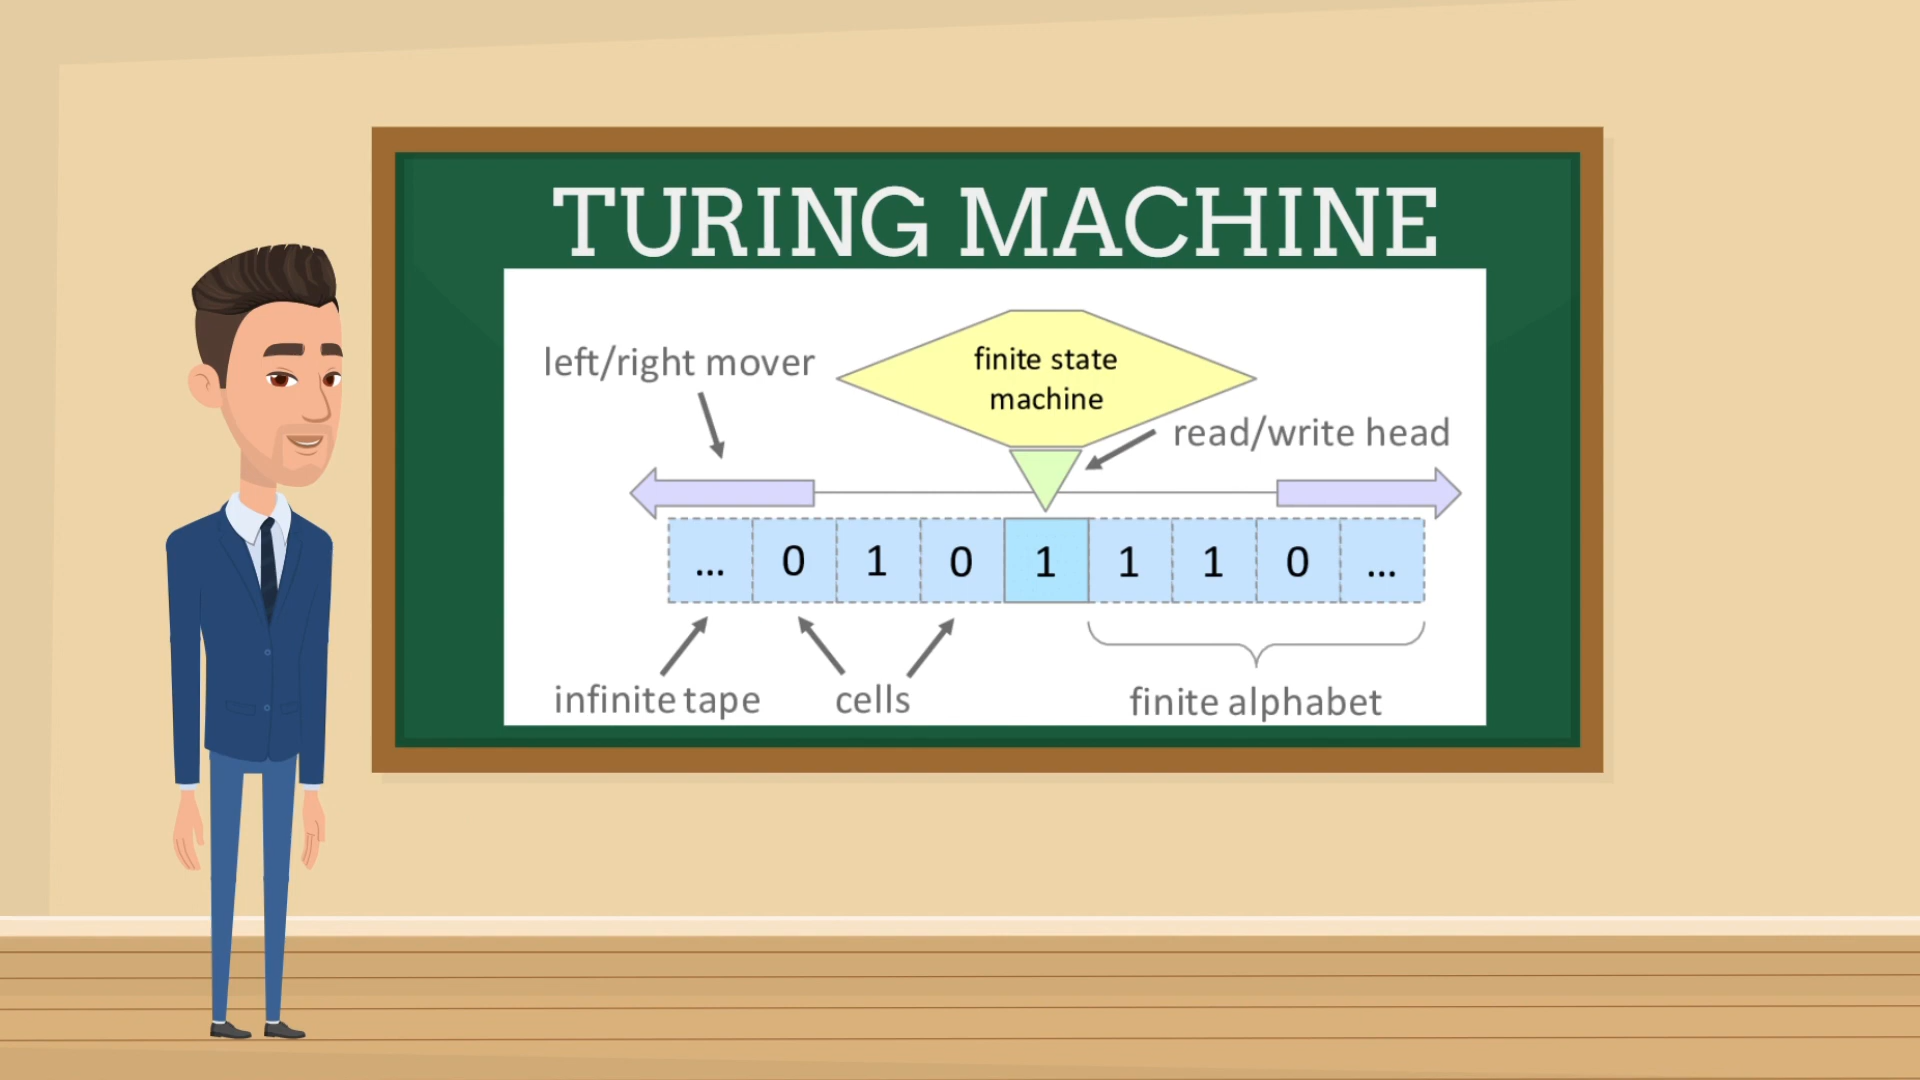 TURING MACHINE
finite state
machine
left/right mover
read/write head
... 0 1 0 1 1 1 0 ...
infinite tape cells finite alphabet